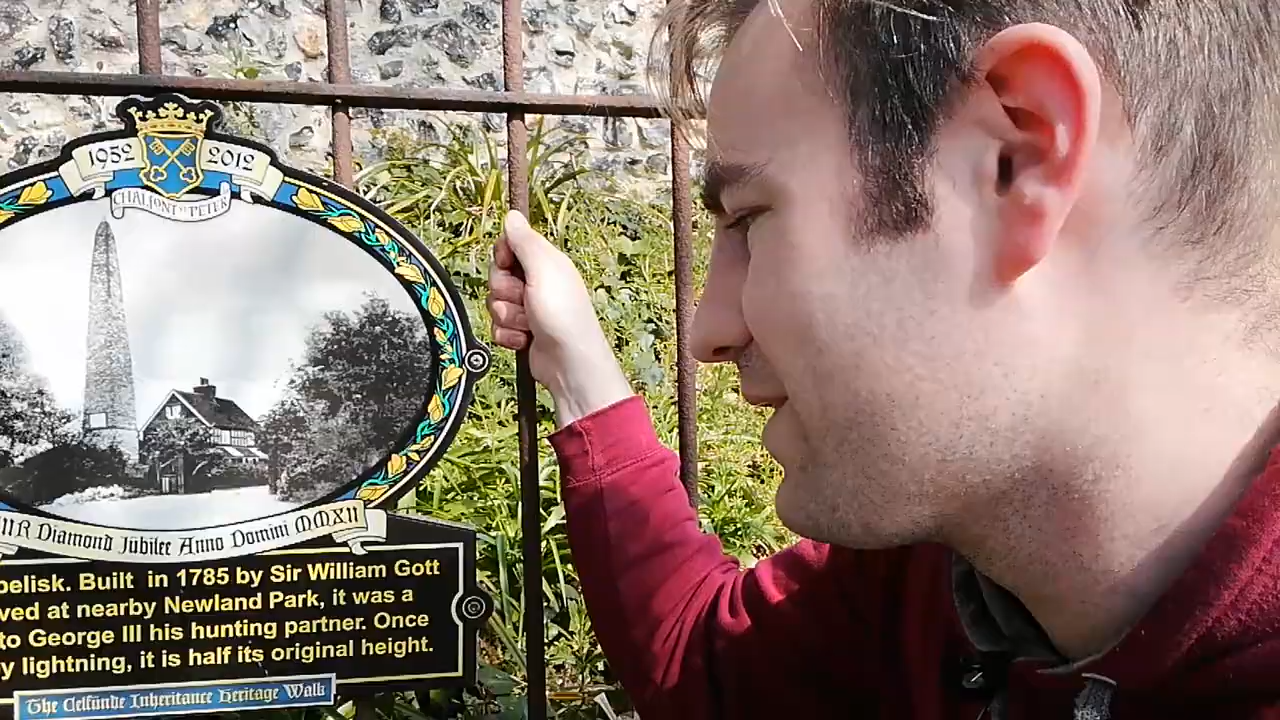 1952 2012
CHALFONT ST PETER
IIR Diamond Jubilee Anno Domini MMXII
belisk. Built in 1785 by Sir William Gott
ved at nearby Newland Park, it was a
to George III his hunting partner. Once
y lightning, it is half its original height.
The Celfünde Inheritance Heritage Walk